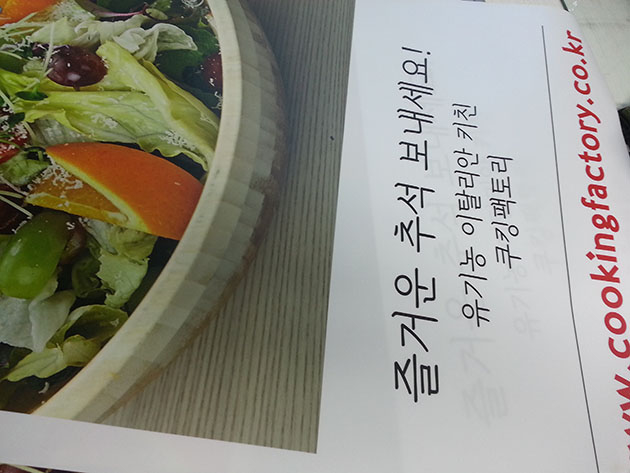 즐거운 추석 보내세요!
유기농 이탈리안 키친
쿠킹팩토리
www.cookingfactory.co.kr